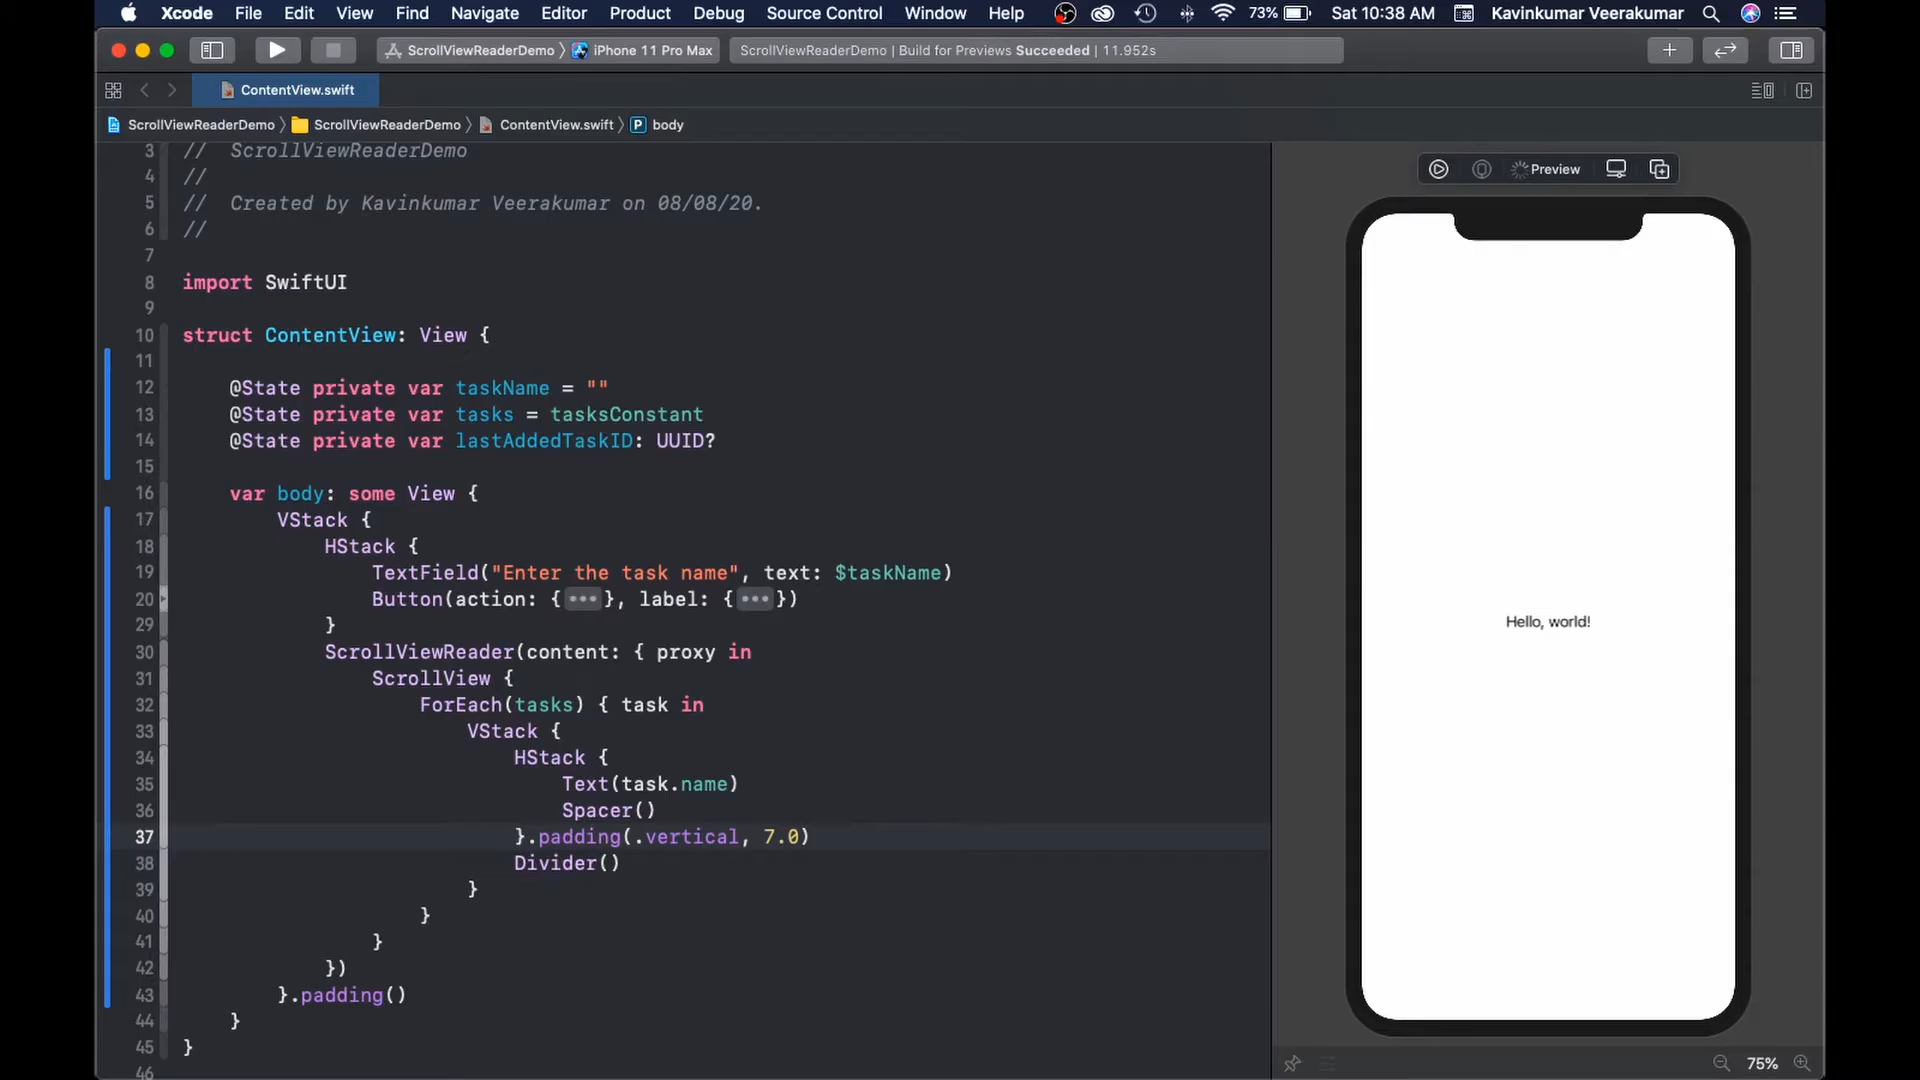 Xcode File Edit View Find Navigate Editor Product Debug Source Control Window Help 73% Sat 10:38 AM Kavinkumar Veerakumar
ScrollViewReaderDemo 〉 iPhone 11 Pro Max ScrollViewReaderDemo | Build for Previews Succeeded | 11.952s
ContentView.swift
ScrollViewReaderDemo 〉 ScrollViewReaderDemo 〉 ContentView.swift 〉 P body
3 // ScrollViewReaderDemo
4 //
5 // Created by Kavinkumar Veerakumar on 08/08/20.
6 //
7
8 import SwiftUI
9
10 struct ContentView: View {
11
12 @State private var taskName = ""
13 @State private var tasks = tasksConstant
14 @State private var lastAddedTaskID: UUID?
15
16 var body: some View {
17 VStack {
18 HStack {
19 TextField("Enter the task name", text: $taskName)
20 Button(action: {•••}, label: {•••})
29 }
30 ScrollViewReader(content: { proxy in
31 ScrollView {
32 ForEach(tasks) { task in
33 VStack {
34 HStack {
35 Text(task.name)
36 Spacer()
37 }.padding(.vertical, 7.0)
38 Divider()
39 }
40 }
41 }
42 })
43 }.padding()
44 }
45 }
46
Preview
Hello, world!
75%